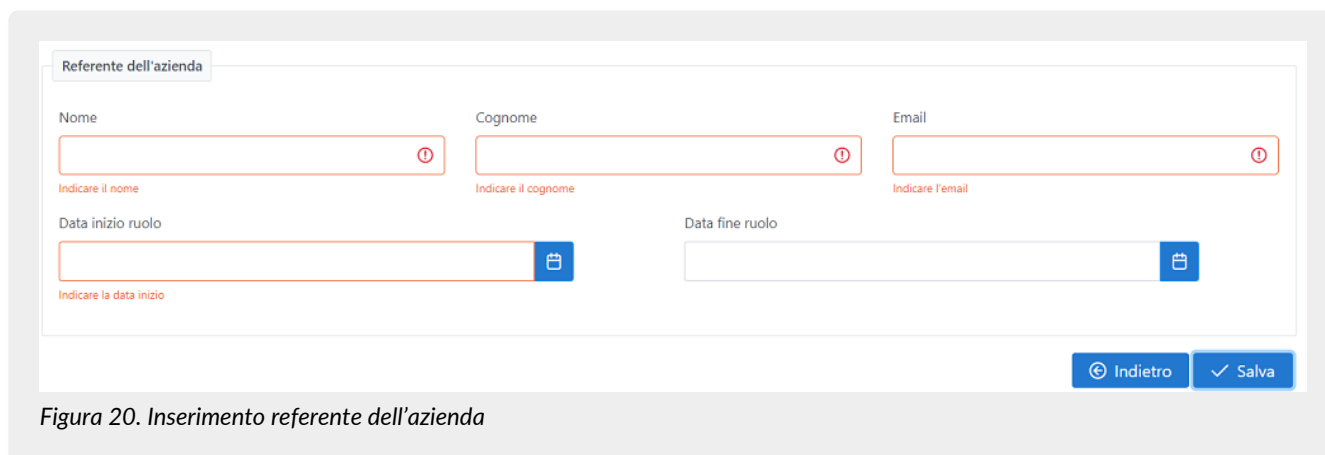 Referente dell'azienda
Nome Cognome Email
Indicare il nome Indicare il cognome Indicare l'email
Data inizio ruolo Data fine ruolo
Indicare la data inizio
Indietro Salva
Figura 20. Inserimento referente dell’azienda